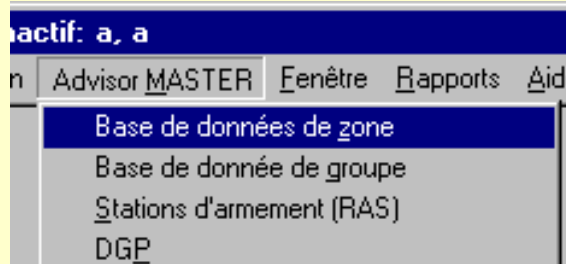 actif: a, a
n Advisor MASTER Fenêtre Rapports Aid
Base de données de zone
Base de donnée de groupe
Stations d'armement (RAS)
DGP